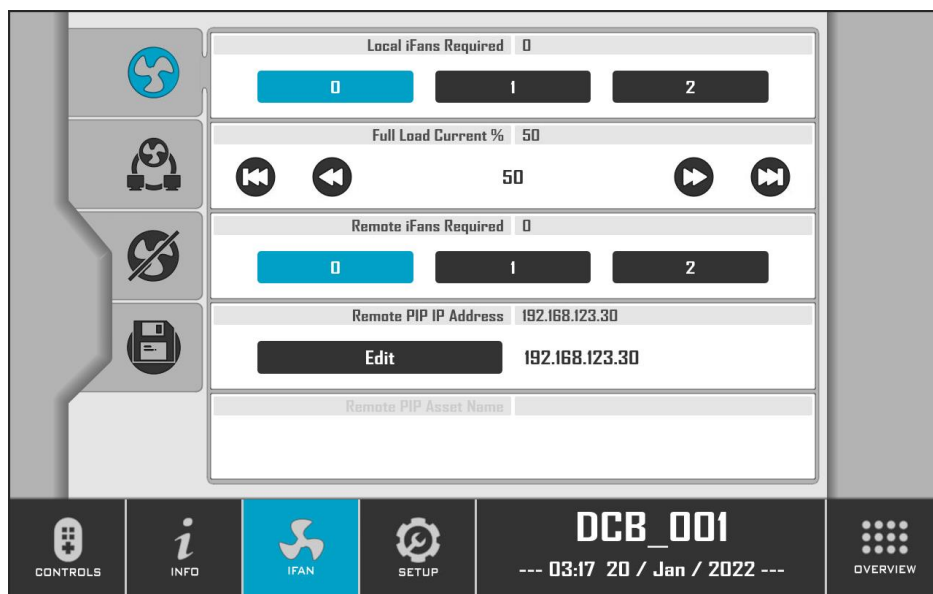 Local iFans Required 0
0 1 2
Full Load Current % 50
50
Remote iFans Required 0
0 1 2
Remote PIP IP Address 192.168.123.30
Edit 192.168.123.30
Remote PIP Asset Name
CONTROLS
INFO
IFAN
SETUP
DCB_001
--- 03:17 20 / Jan / 2022 ---
OVERVIEW